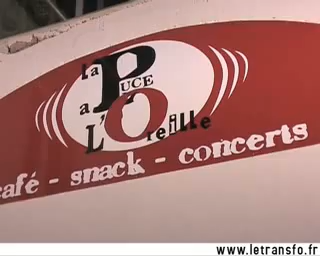 La
PUCE
a
L'Oreille
café - snack - concerts
www.letransfo.fr